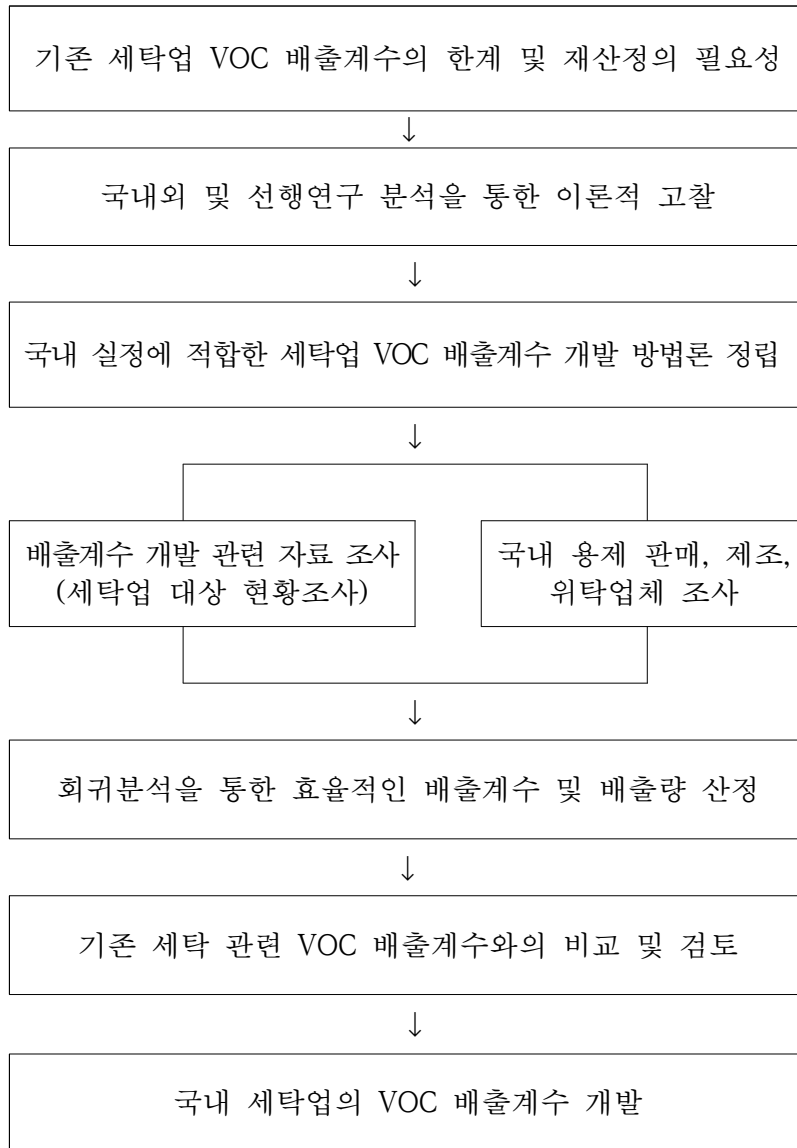 기존 세탁업 VOC 배출계수의 한계 및 재산정의 필요성
↓
국내외 및 선행연구 분석을 통한 이론적 고찰
↓
국내 실정에 적합한 세탁업 VOC 배출계수 개발 방법론 정립
↓
배출계수 개발 관련 자료 조사
(세탁업 대상 현황조사)
국내 용제 판매, 제조,
위탁업체 조사
↓
회귀분석을 통한 효율적인 배출계수 및 배출량 산정
↓
기존 세탁 관련 VOC 배출계수와의 비교 및 검토
↓
국내 세탁업의 VOC 배출계수 개발